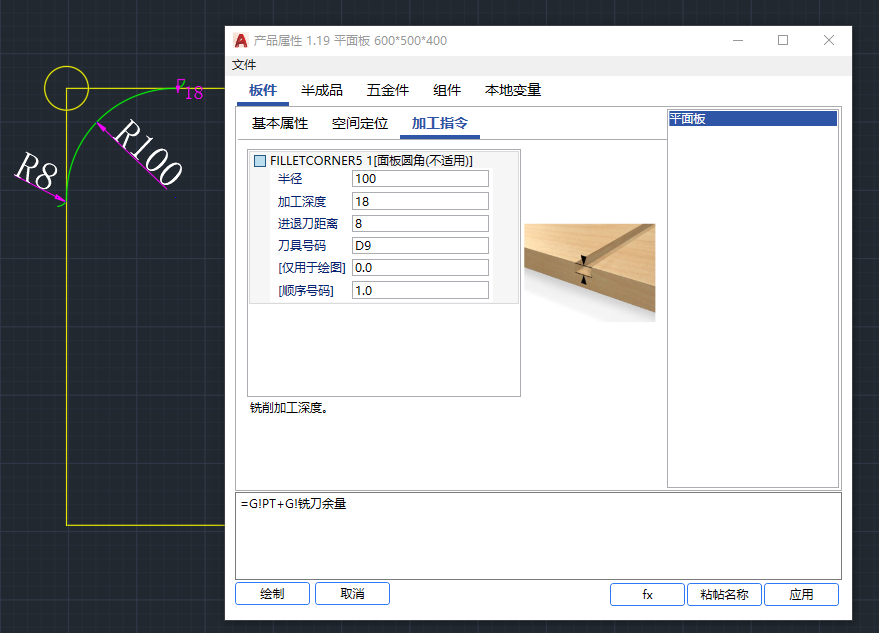 产品属性 1.19 平面板 600*500*400
文件
板件 半成品 五金件 组件 本地变量
基本属性 空间定位 加工指令
平面板
FILLETCORNER5 1[面板圆角(不适用)]
半径 100
加工深度 18
进退刀距离 8
刀具号码 D9
[仅用于绘图] 0.0
[顺序号码] 1.0
铣削加工深度。
=G!PT+G!铣刀余量
绘制 取消 fx 粘帖名称 应用
18
R100
R8